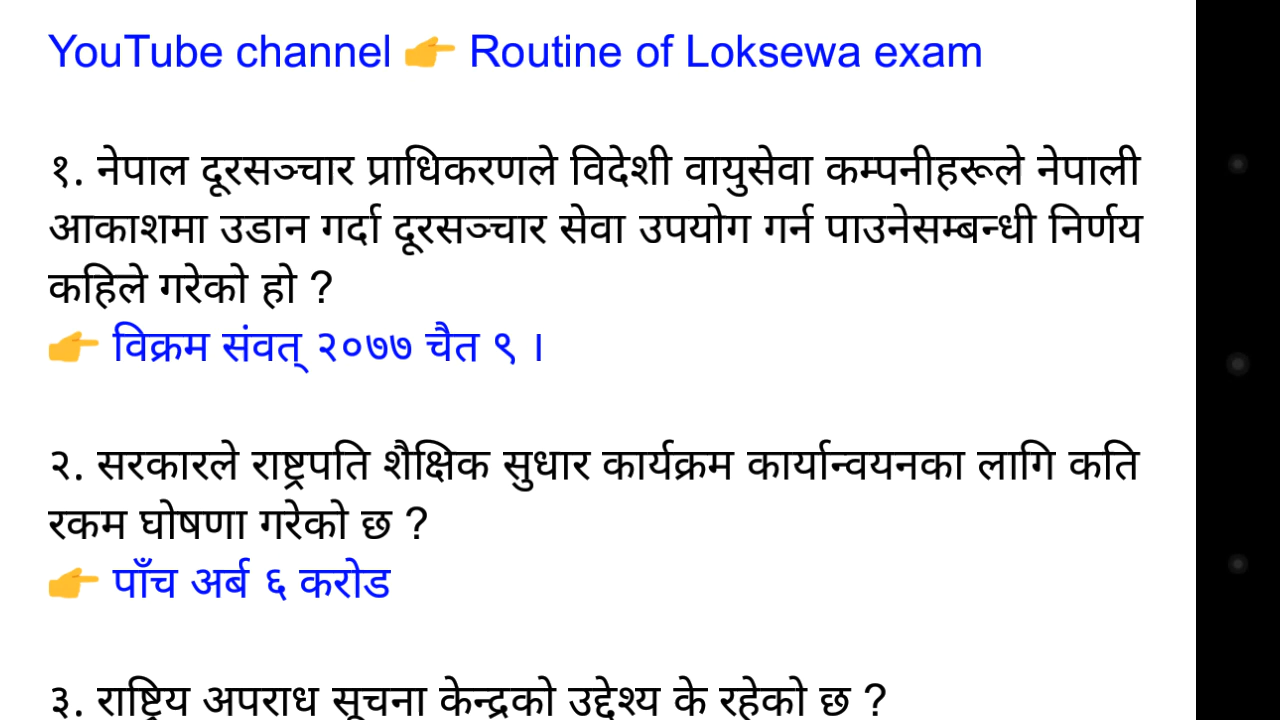 YouTube channel 👉 Routine of Loksewa exam
१. नेपाल दूरसञ्चार प्राधिकरणले विदेशी वायुसेवा कम्पनीहरूले नेपाली
आकाशमा उडान गर्दा दूरसञ्चार सेवा उपयोग गर्न पाउनेसम्बन्धी निर्णय
कहिले गरेको हो ?
👉 विक्रम संवत् २०७७ चैत ९ ।
२. सरकारले राष्ट्रपति शैक्षिक सुधार कार्यक्रम कार्यान्वयनका लागि कति
रकम घोषणा गरेको छ ?
👉 पाँच अर्ब ६ करोड
३. राष्ट्रिय अपराध सूचना केन्द्रको उद्देश्य के रहेको छ ?